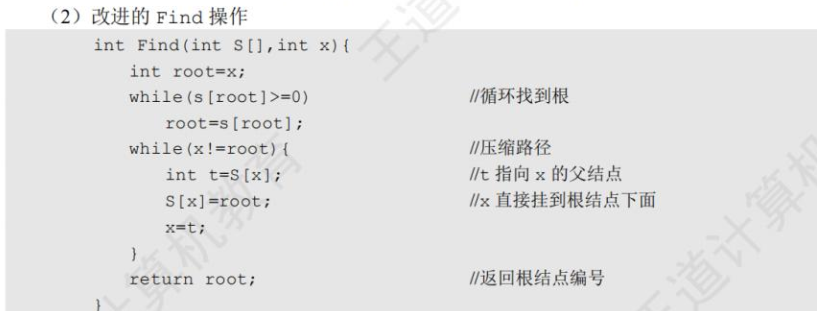 （2）改进的 Find 操作
int Find(int S[],int x){
int root=x;
while(s[root]>=0) //循环找到根
root=s[root];
while(x!=root){ //压缩路径
int t=S[x]; //t 指向 x 的父结点
S[x]=root; //x 直接挂到根结点下面
x=t;
}
return root; //返回根结点编号
}
王道
计算机教育
王道计算机